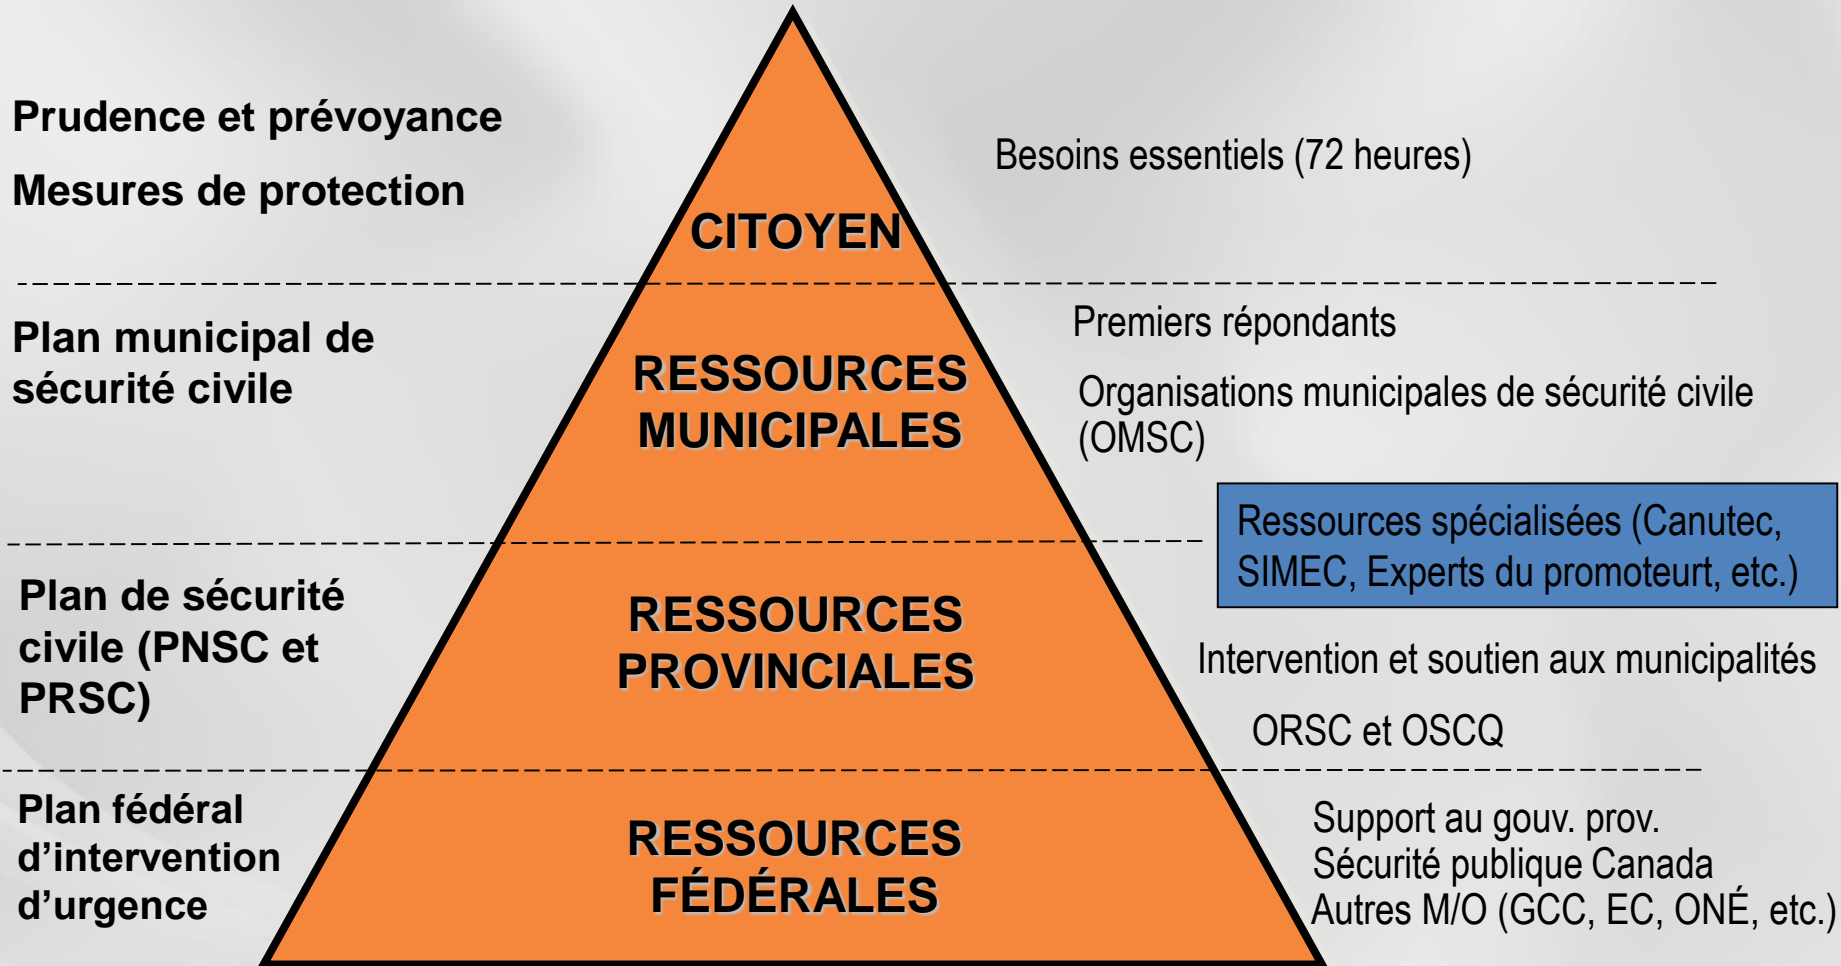 Prudence et prévoyance
Mesures de protection
CITOYEN
Besoins essentiels (72 heures)
Plan municipal de
sécurité civile
RESSOURCES
MUNICIPALES
Premiers répondants
Organisations municipales de sécurité civile
(OMSC)
Ressources spécialisées (Canutec,
SIMEC, Experts du promoteurt, etc.)
Plan de sécurité
civile (PNSC et
PRSC)
RESSOURCES
PROVINCIALES
Intervention et soutien aux municipalités
ORSC et OSCQ
Plan fédéral
d’intervention
d’urgence
RESSOURCES
FÉDÉRALES
Support au gouv. prov.
Sécurité publique Canada
Autres M/O (GCC, EC, ONÉ, etc.)